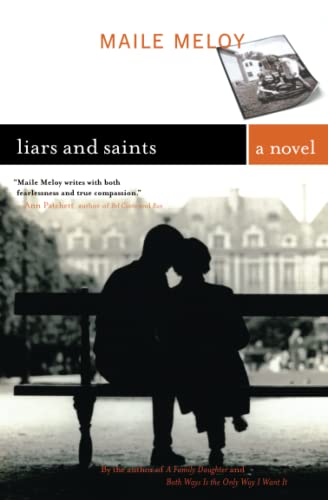 MAILE MELOY
liars and saints
a novel
"Maile Meloy writes with both
fearlessness and true compassion."
—Ann Patchett, author of Bel Canto and Run
By the author of A Family Daughter and
Both Ways Is the Only Way I Want It